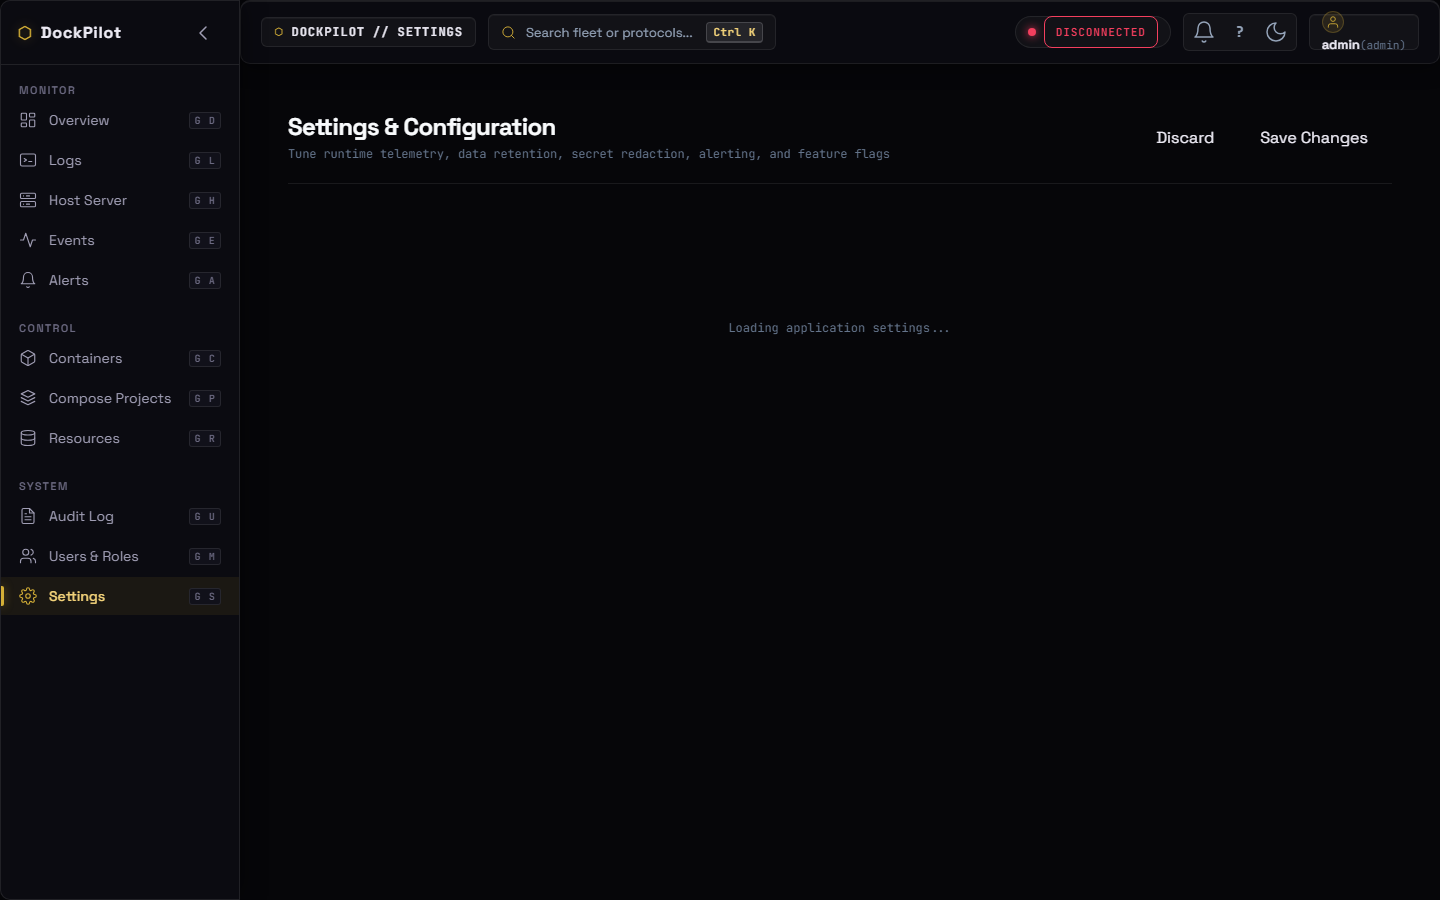 DockPilot
DOCKPILOT // SETTINGS
Search fleet or protocols...
Ctrl K
DISCONNECTED
?
admin(admin)
MONITOR
Overview G D
Logs G L
Host Server G H
Events G E
Alerts G A
CONTROL
Containers G C
Compose Projects G P
Resources G R
SYSTEM
Audit Log G U
Users & Roles G M
Settings G S
Settings & Configuration
Tune runtime telemetry, data retention, secret redaction, alerting, and feature flags
Discard
Save Changes
Loading application settings...